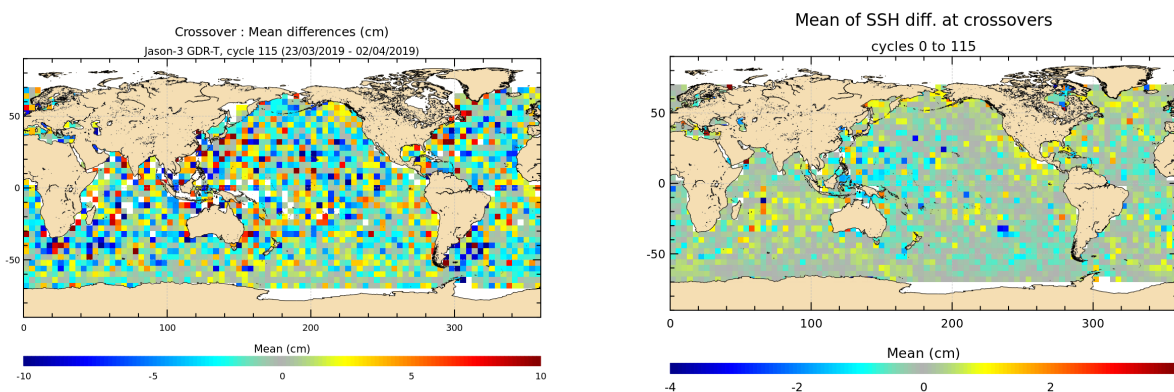 Crossover : Mean differences (cm)
Jason-3 GDR-T, cycle 115 (23/03/2019 - 02/04/2019)
50
0
-50
0 100 200 300
Mean (cm)
-10 -5 0 5 10
Mean of SSH diff. at crossovers
cycles 0 to 115
50
0
-50
0 100 200 300
Mean (cm)
-4 -2 0 2